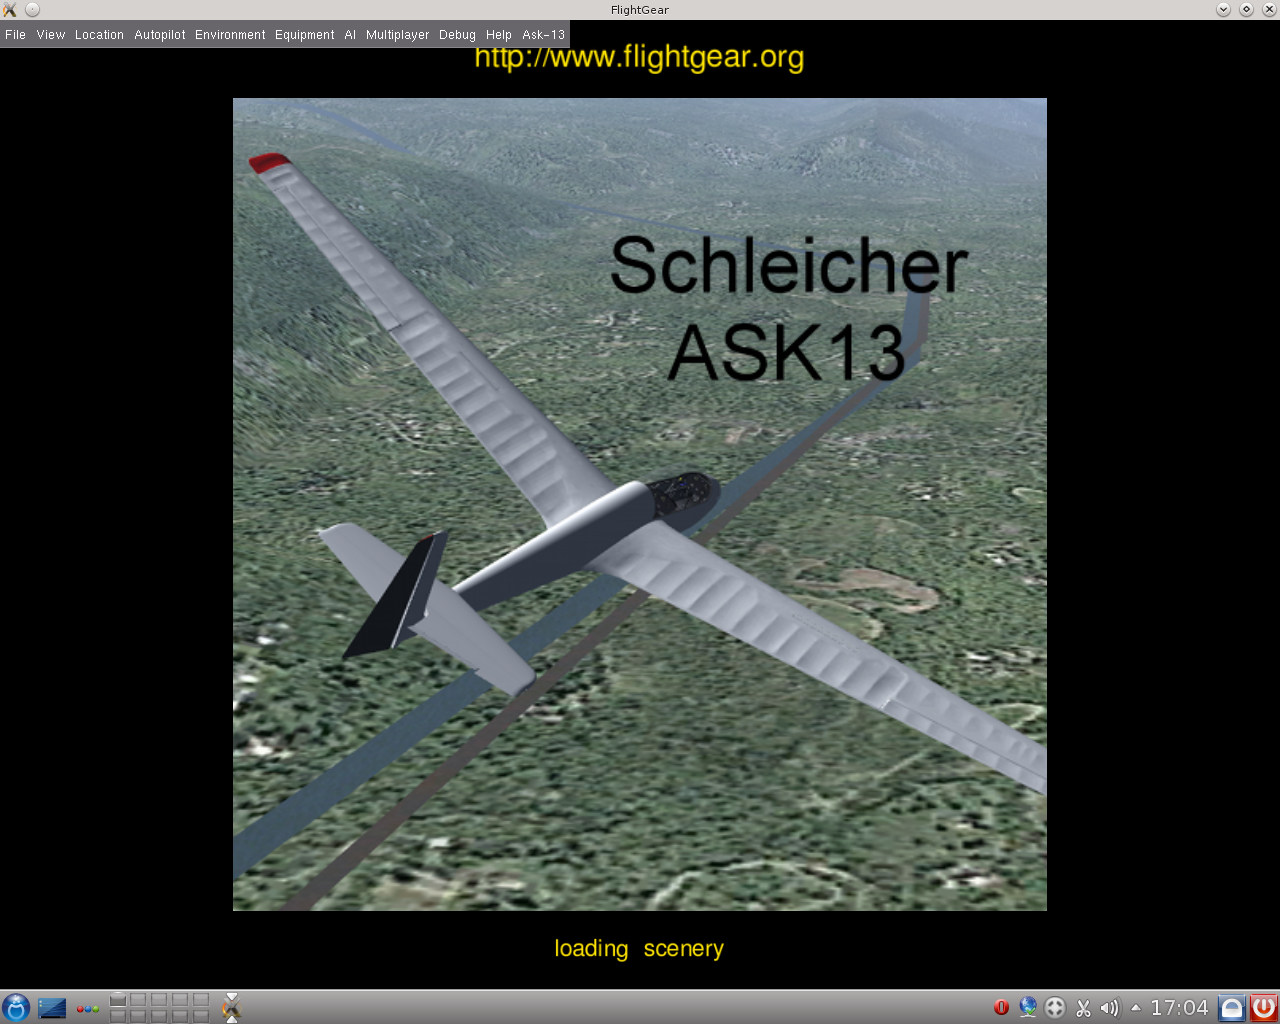 FlightGear
File View Location Autopilot Environment Equipment AI Multiplayer Debug Help Ask-13
http://www.flightgear.org
Schleicher
ASK13
loading scenery
17:04